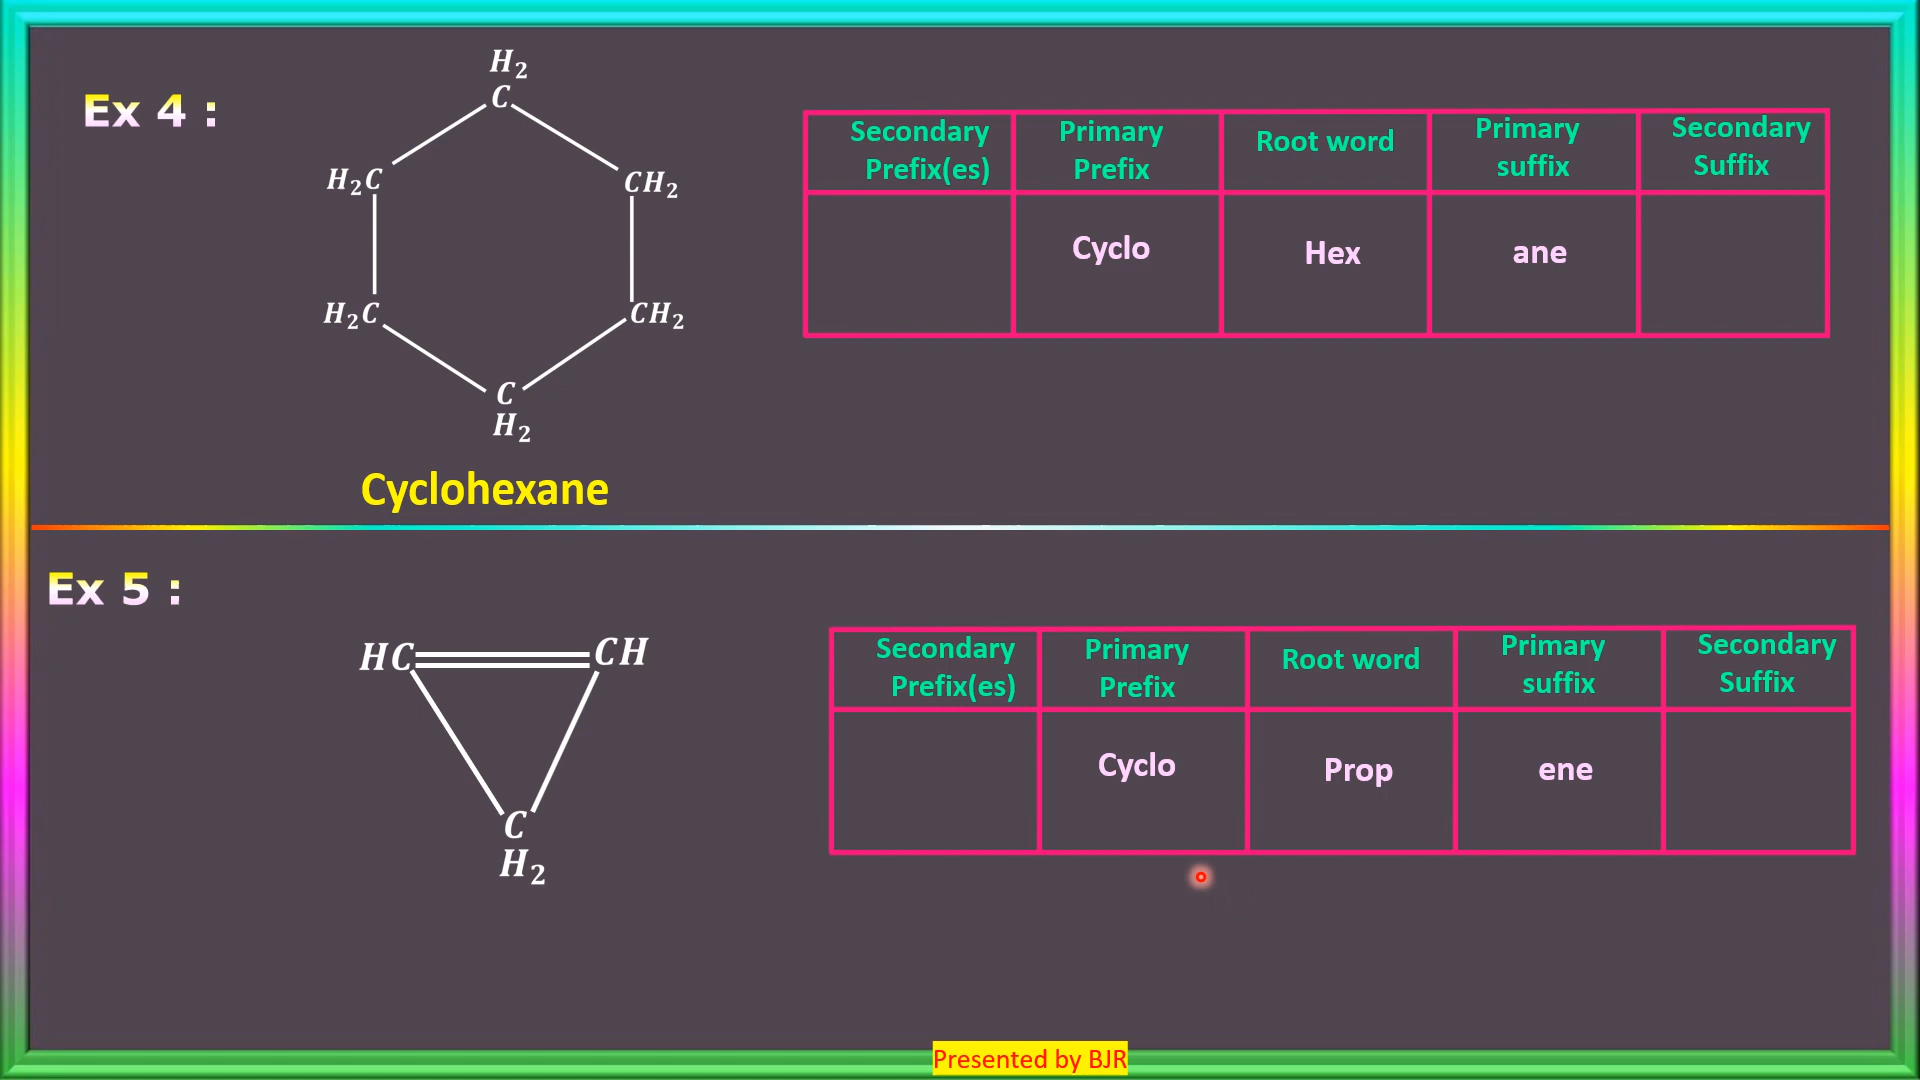 Ex 4 :
H₂
C
H₂C
CH₂
H₂C
CH₂
C
H₂
Cyclohexane
Secondary Prefix(es) Primary Prefix Root word Primary suffix Secondary Suffix
Cyclo Hex ane
Ex 5 :
HC CH
C
H₂
Secondary Prefix(es) Primary Prefix Root word Primary suffix Secondary Suffix
Cyclo Prop ene
Presented by BJR